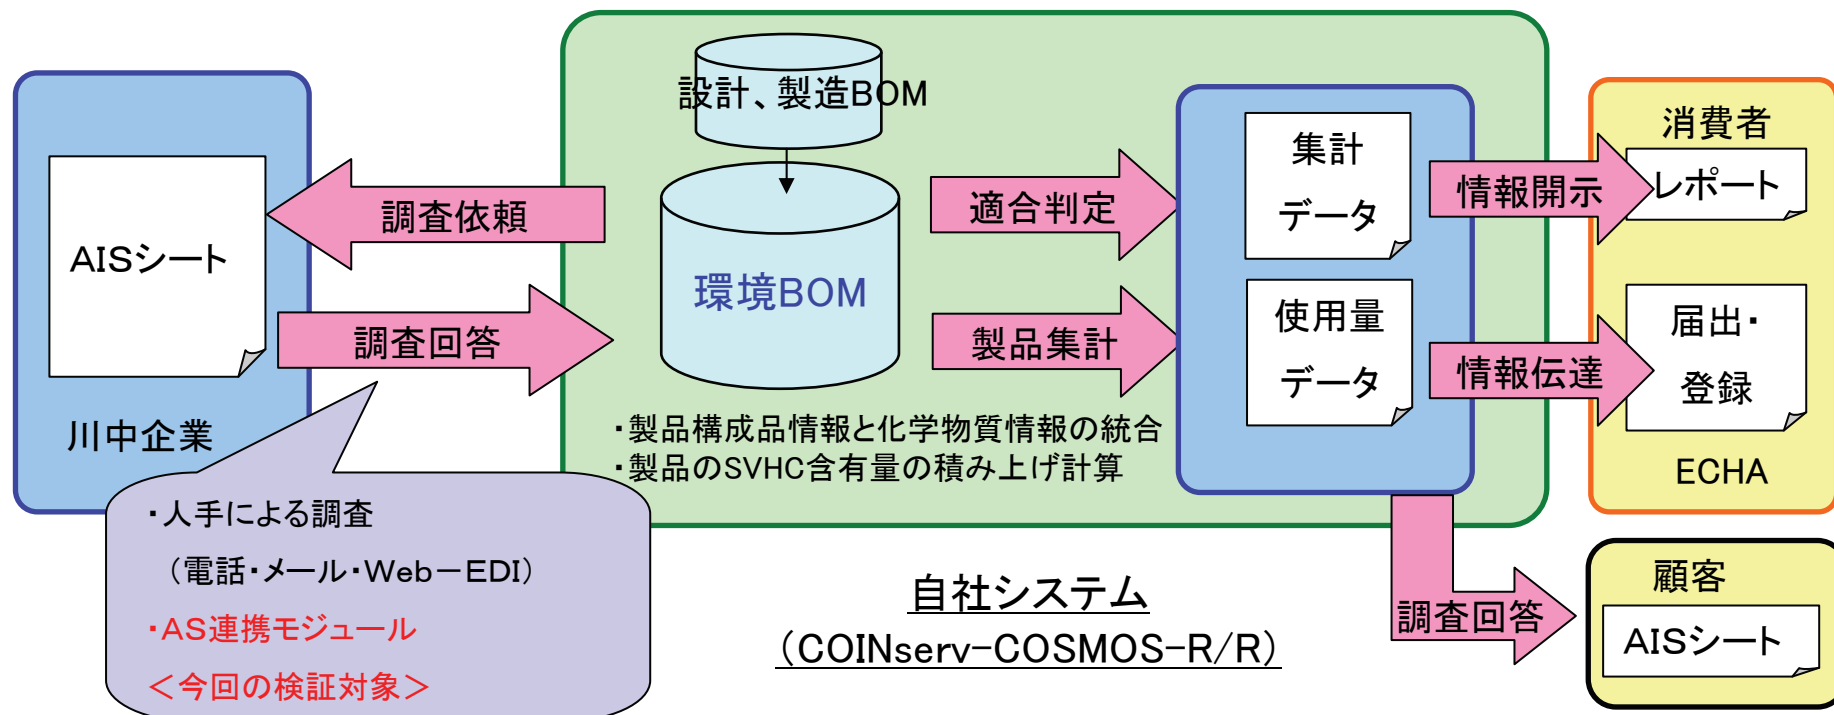 AISシート
川中企業
調査依頼
調査回答
・人手による調査
（電話・メール・Web－EDI）
・AS連携モジュール
＜今回の検証対象＞
設計、製造BOM
環境BOM
・製品構成品情報と化学物質情報の統合
・製品のSVHC含有量の積み上げ計算
適合判定
製品集計
集計
データ
使用量
データ
情報開示
情報伝達
消費者
レポート
届出・
登録
ECHA
自社システム
（COINserv-COSMOS-R/R）
調査回答
顧客
AISシート